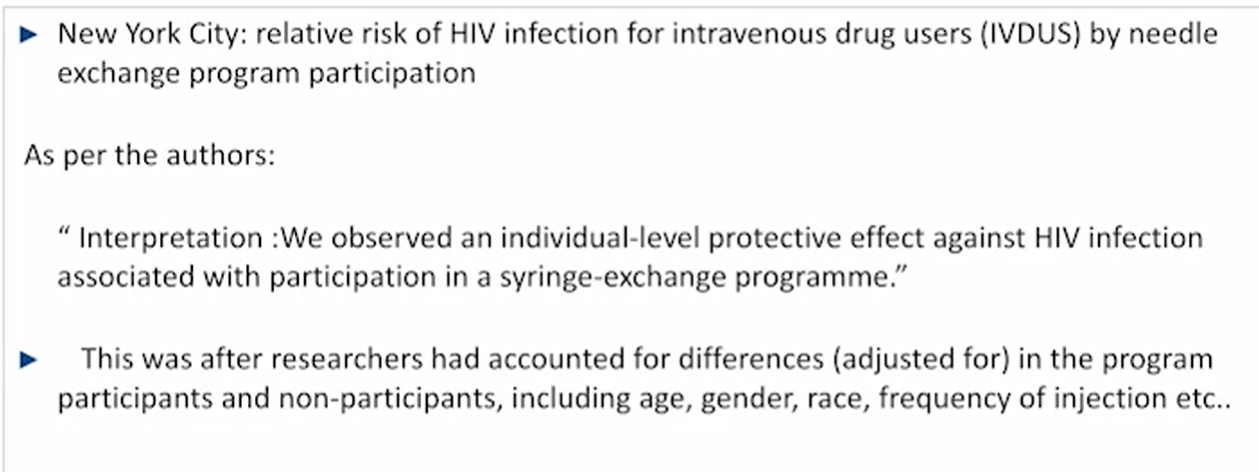 ► New York City: relative risk of HIV infection for intravenous drug users (IVDUS) by needle
exchange program participation
As per the authors:
“ Interpretation :We observed an individual-level protective effect against HIV infection
associated with participation in a syringe-exchange programme.”
► This was after researchers had accounted for differences (adjusted for) in the program
participants and non-participants, including age, gender, race, frequency of injection etc..